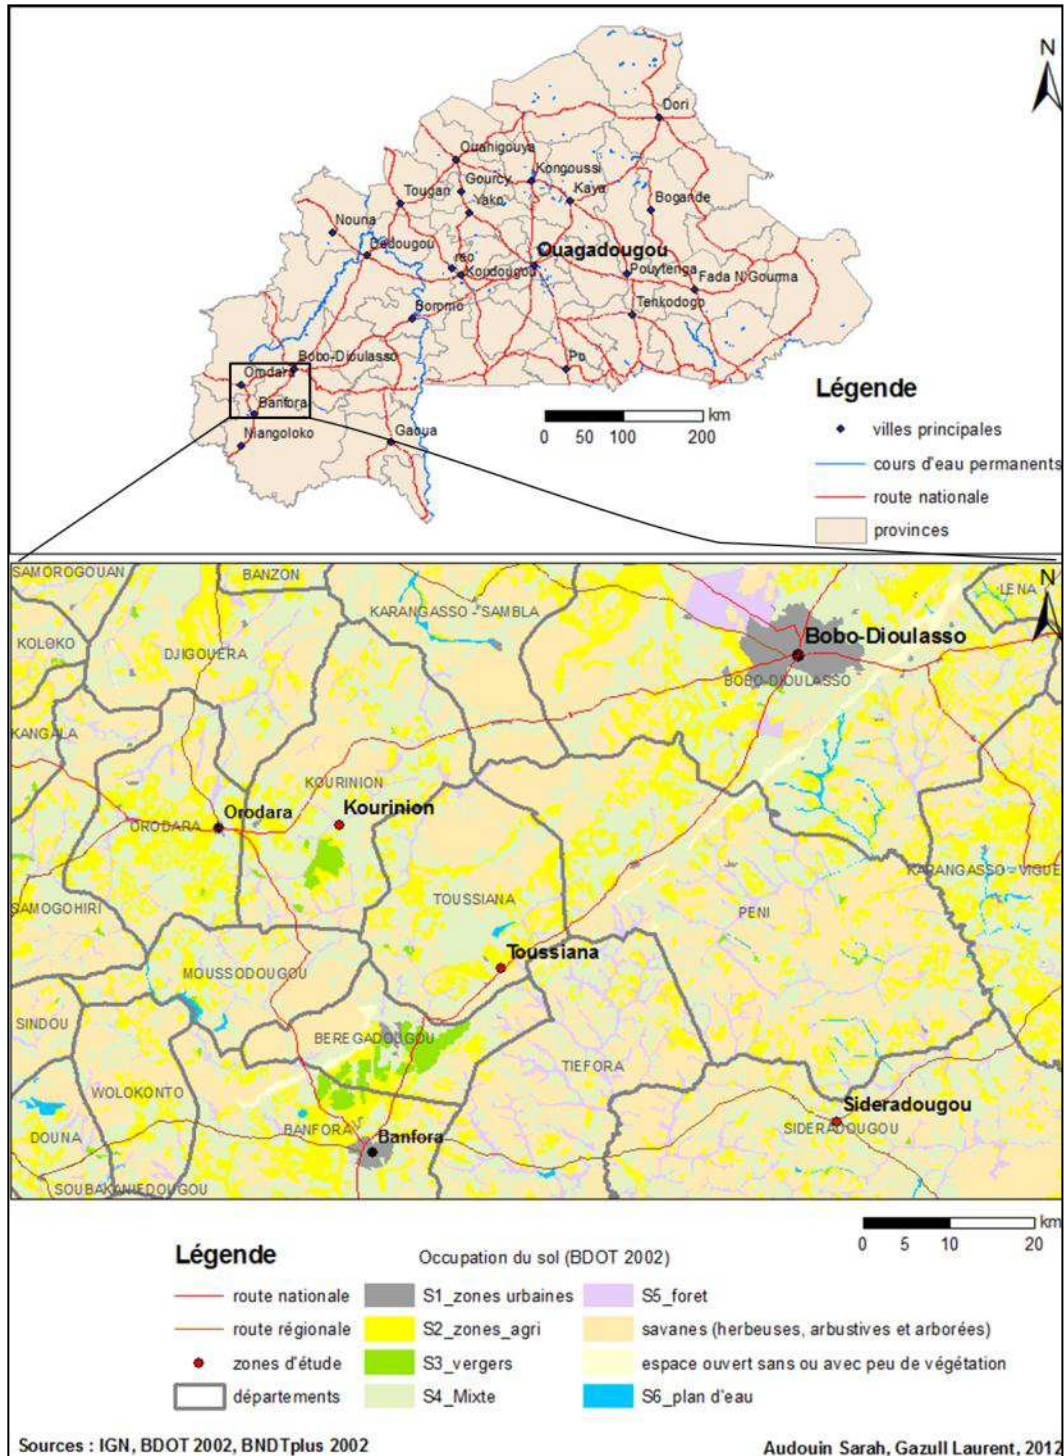 N
Dori
Ouahigouya
Kongoussi
Gourcy
Kaya
Tougan
Yako
Bogande
Nouna
Dedougou
Ouagadougou
reo
Koudougou
Pouytenga
Fada N'Gourma
Tenkodogo
Boromo
Bobo-Dioulasso
Po
Orodara
Banfora
Niangoloko
Gaoua
km
0 50 100 200
Légende
villes principales
cours d'eau permanents
route nationale
provinces
SAMOROGOUAN
BANZON
N
LENA
KARANGASSO - SAMBLA
KOLOKO
DJIGOUERA
Bobo-Dioulasso
BOBO-DIOULASSO
KANGALA
KOURINION
Orodara
Kourinion
ORODARA
KARANGASSO - VIGUE
TOUSSIANA
SAMOGOHIRI
PENI
Toussiana
MOUSSODOUGOU
SINDOU
BEREGADOUGOU
TIEFORA
WOLOKONTO
Sideradougou
DOUNA
BANFORA
SIDERADOUGOU
Banfora
SOUBAKANIEDOUGOU
km
0 5 10 20
Légende
Occupation du sol (BDOT 2002)
route nationale
S1_zones urbaines
S5_foret
route régionale
S2_zones_agri
savanes (herbeuses, arbustives et arborées)
zones d'étude
S3_vergers
espace ouvert sans ou avec peu de végétation
départements
S4_Mixte
S6_plan d'eau
Sources : IGN, BDOT 2002, BNDTplus 2002
Audouin Sarah, Gazull Laurent, 2012